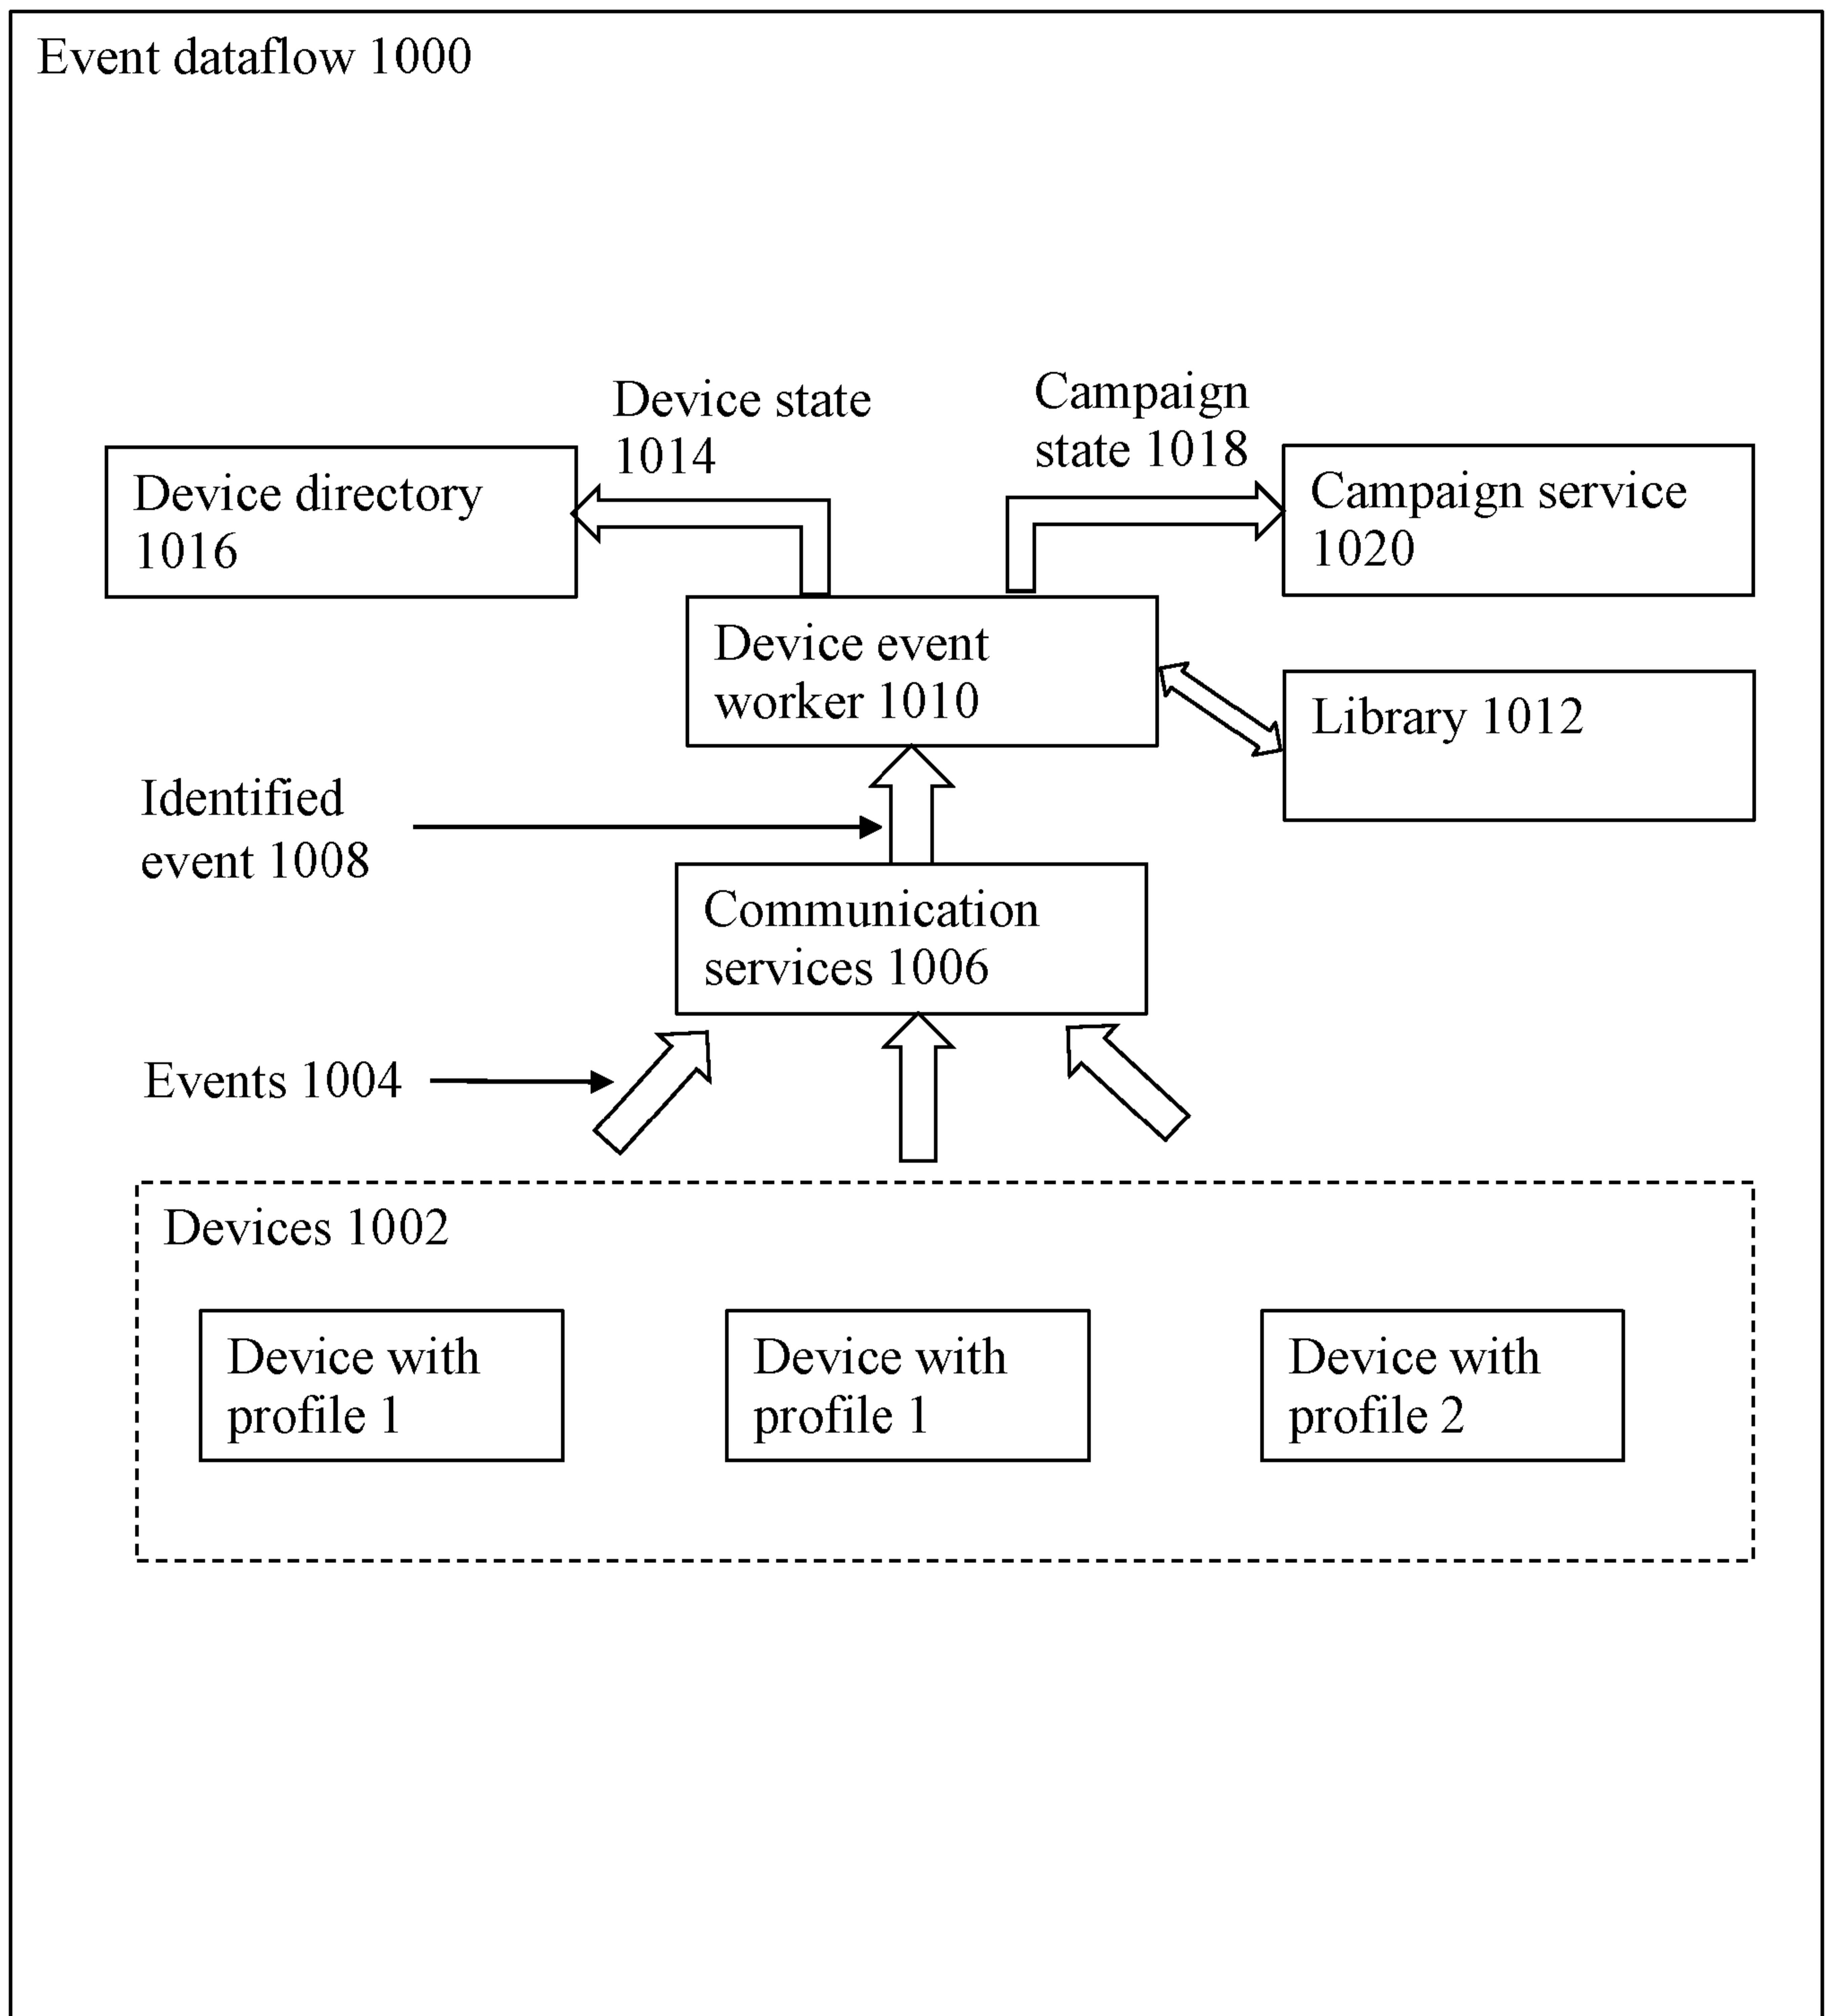 Event dataflow 1000
Device state
1014
Campaign
state 1018
Device directory
1016
Campaign service
1020
Device event
worker 1010
Library 1012
Identified
event 1008
Communication
services 1006
Events 1004
Devices 1002
Device with
profile 1
Device with
profile 1
Device with
profile 2